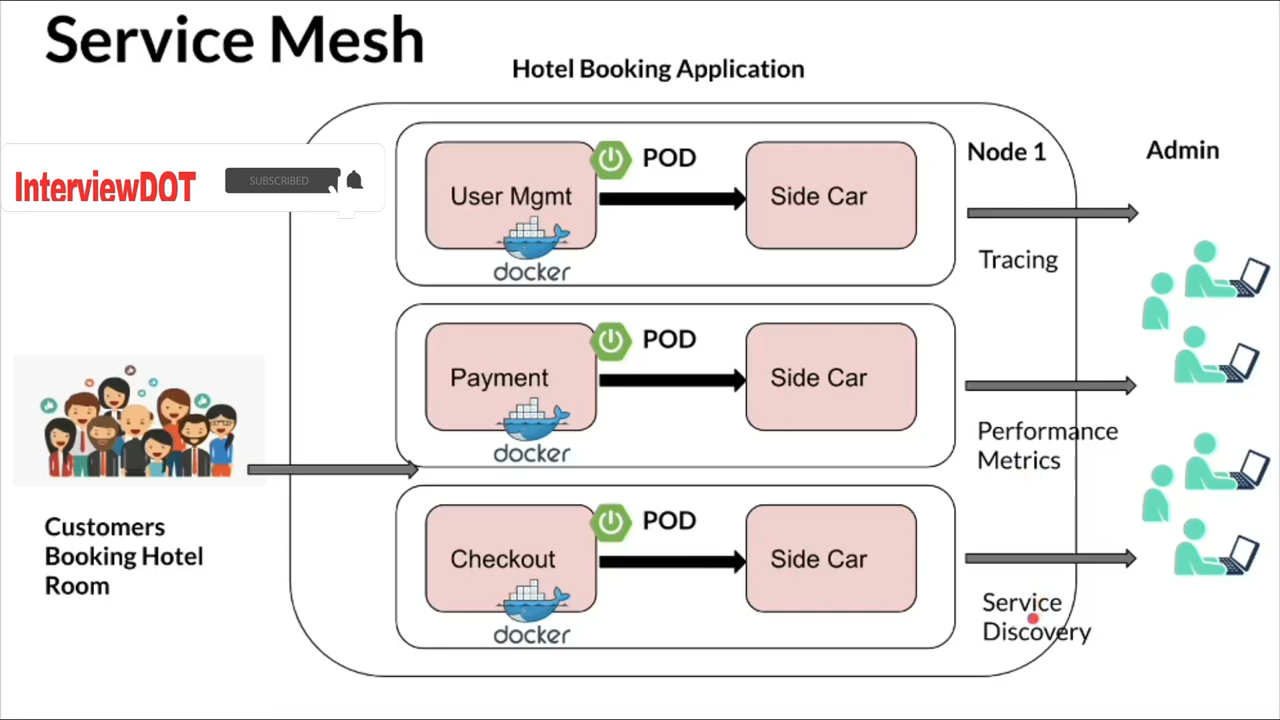 Service Mesh
Hotel Booking Application
InterviewDOT
SUBSCRIBED
User Mgmt
POD
Side Car
docker
Node 1
Admin
Tracing
Payment
POD
Side Car
docker
Performance
Metrics
Customers
Booking Hotel
Room
Checkout
POD
Side Car
docker
Service
Discovery